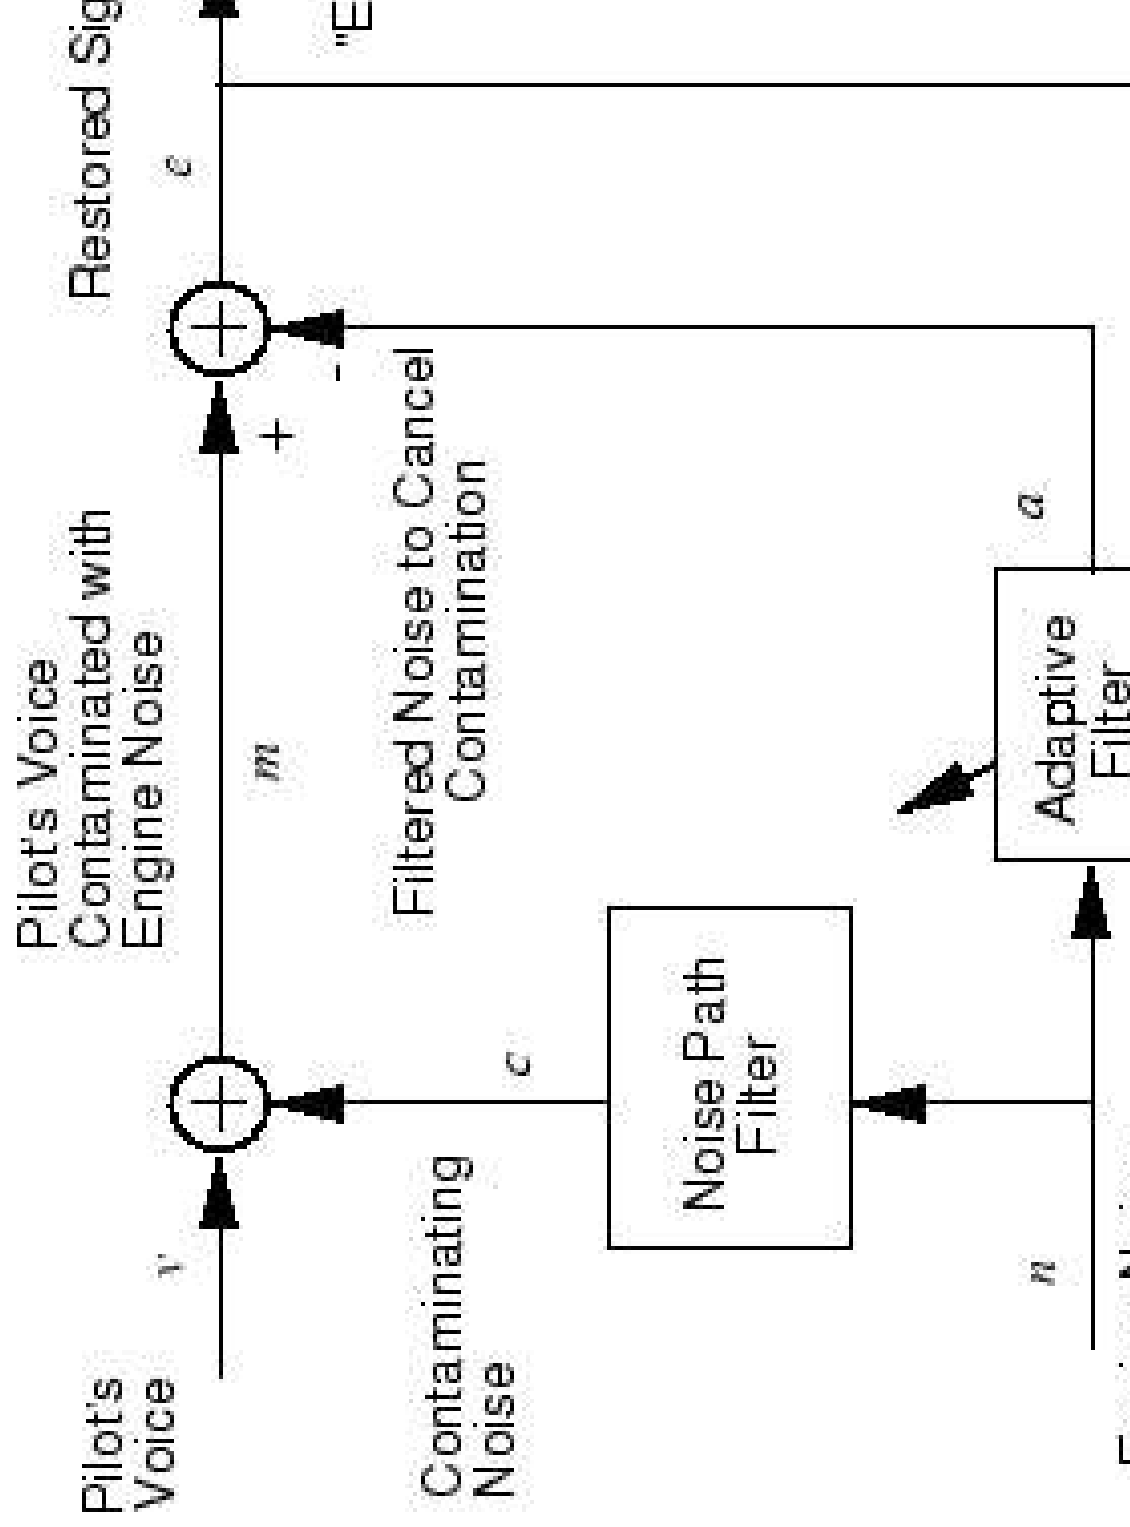 Pilot's Voice
Contaminated with
Engine Noise
Restored
Pilot's
Voice
v
m
e
+
-
Filtered Noise to Cancel
Contamination
Contaminating
Noise
c
Noise Path
Filter
n
Adaptive
Filter
a